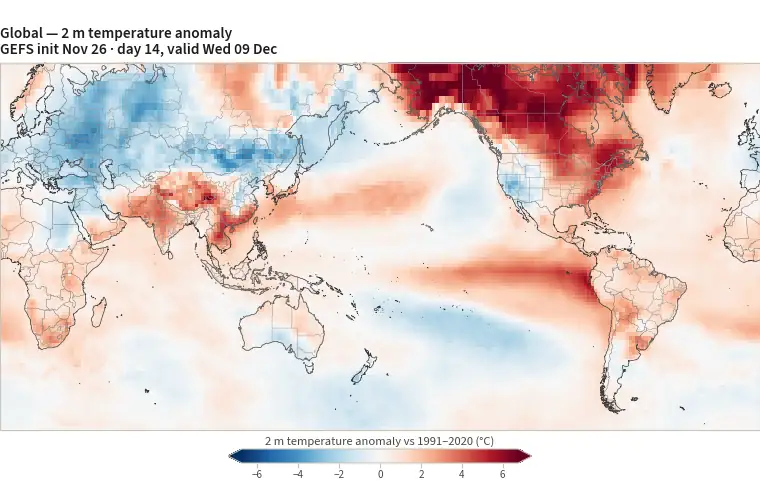 Global — 2 m temperature anomaly
GEFS init Nov 26 · day 14, valid Wed 09 Dec
2 m temperature anomaly vs 1991–2020 (°C)
−6 −4 −2 0 2 4 6